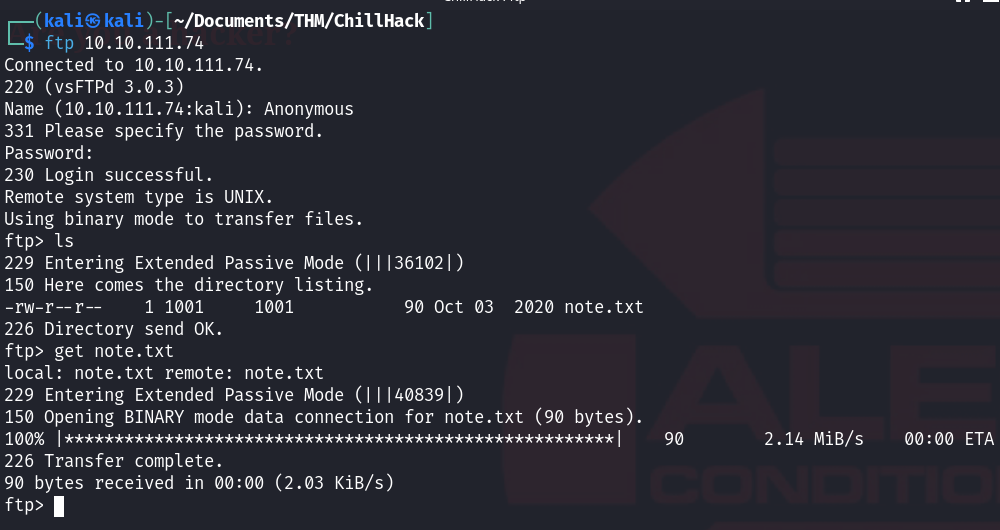 (kali㉿kali)-[~/Documents/THM/ChillHack]
$ ftp 10.10.111.74
Connected to 10.10.111.74.
220 (vsFTPd 3.0.3)
Name (10.10.111.74:kali): Anonymous
331 Please specify the password.
Password:
230 Login successful.
Remote system type is UNIX.
Using binary mode to transfer files.
ftp> ls
229 Entering Extended Passive Mode (|||36102|)
150 Here comes the directory listing.
-rw-r--r--    1 1001     1001           90 Oct 03  2020 note.txt
226 Directory send OK.
ftp> get note.txt
local: note.txt remote: note.txt
229 Entering Extended Passive Mode (|||40839|)
150 Opening BINARY mode data connection for note.txt (90 bytes).
100% |*******************************************************|    90        2.14 MiB/s    00:00 ETA
226 Transfer complete.
90 bytes received in 00:00 (2.03 KiB/s)
ftp>
ALE
CONDITIO